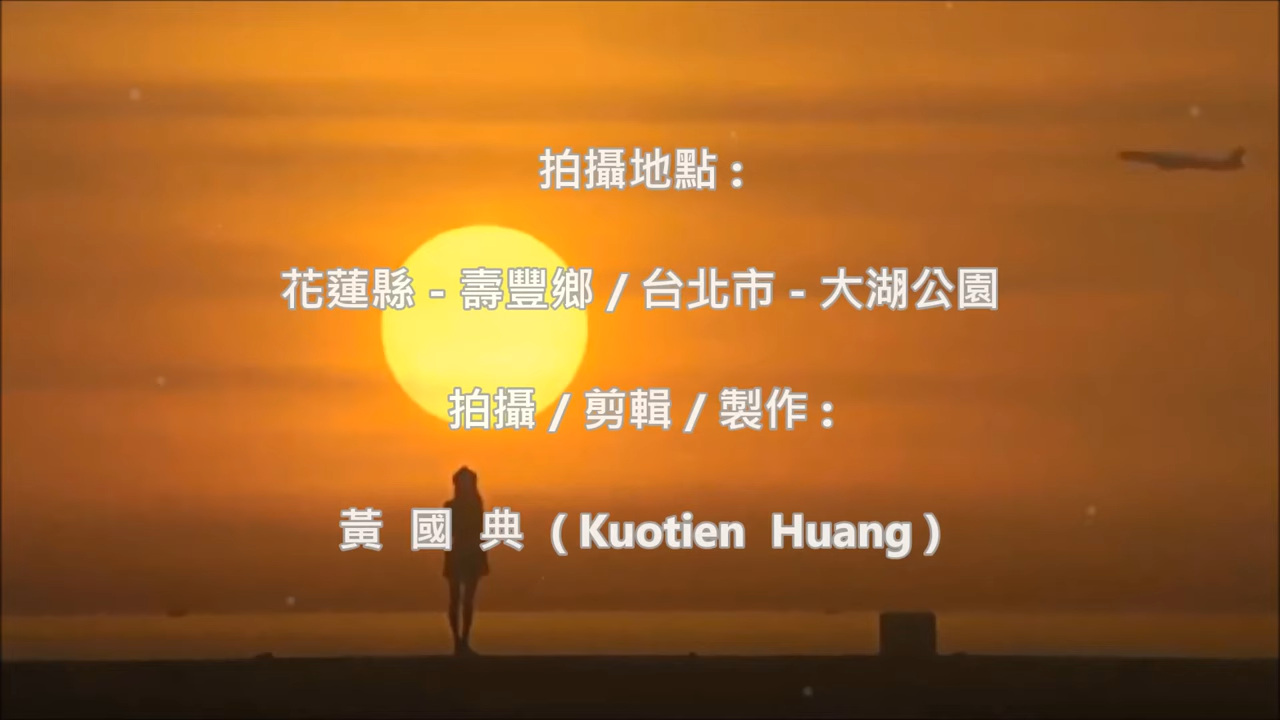 拍攝地點 :
花蓮縣 - 壽豐鄉 / 台北市 - 大湖公園
拍攝 / 剪輯 / 製作 :
黃 國 典 ( Kuotien Huang )